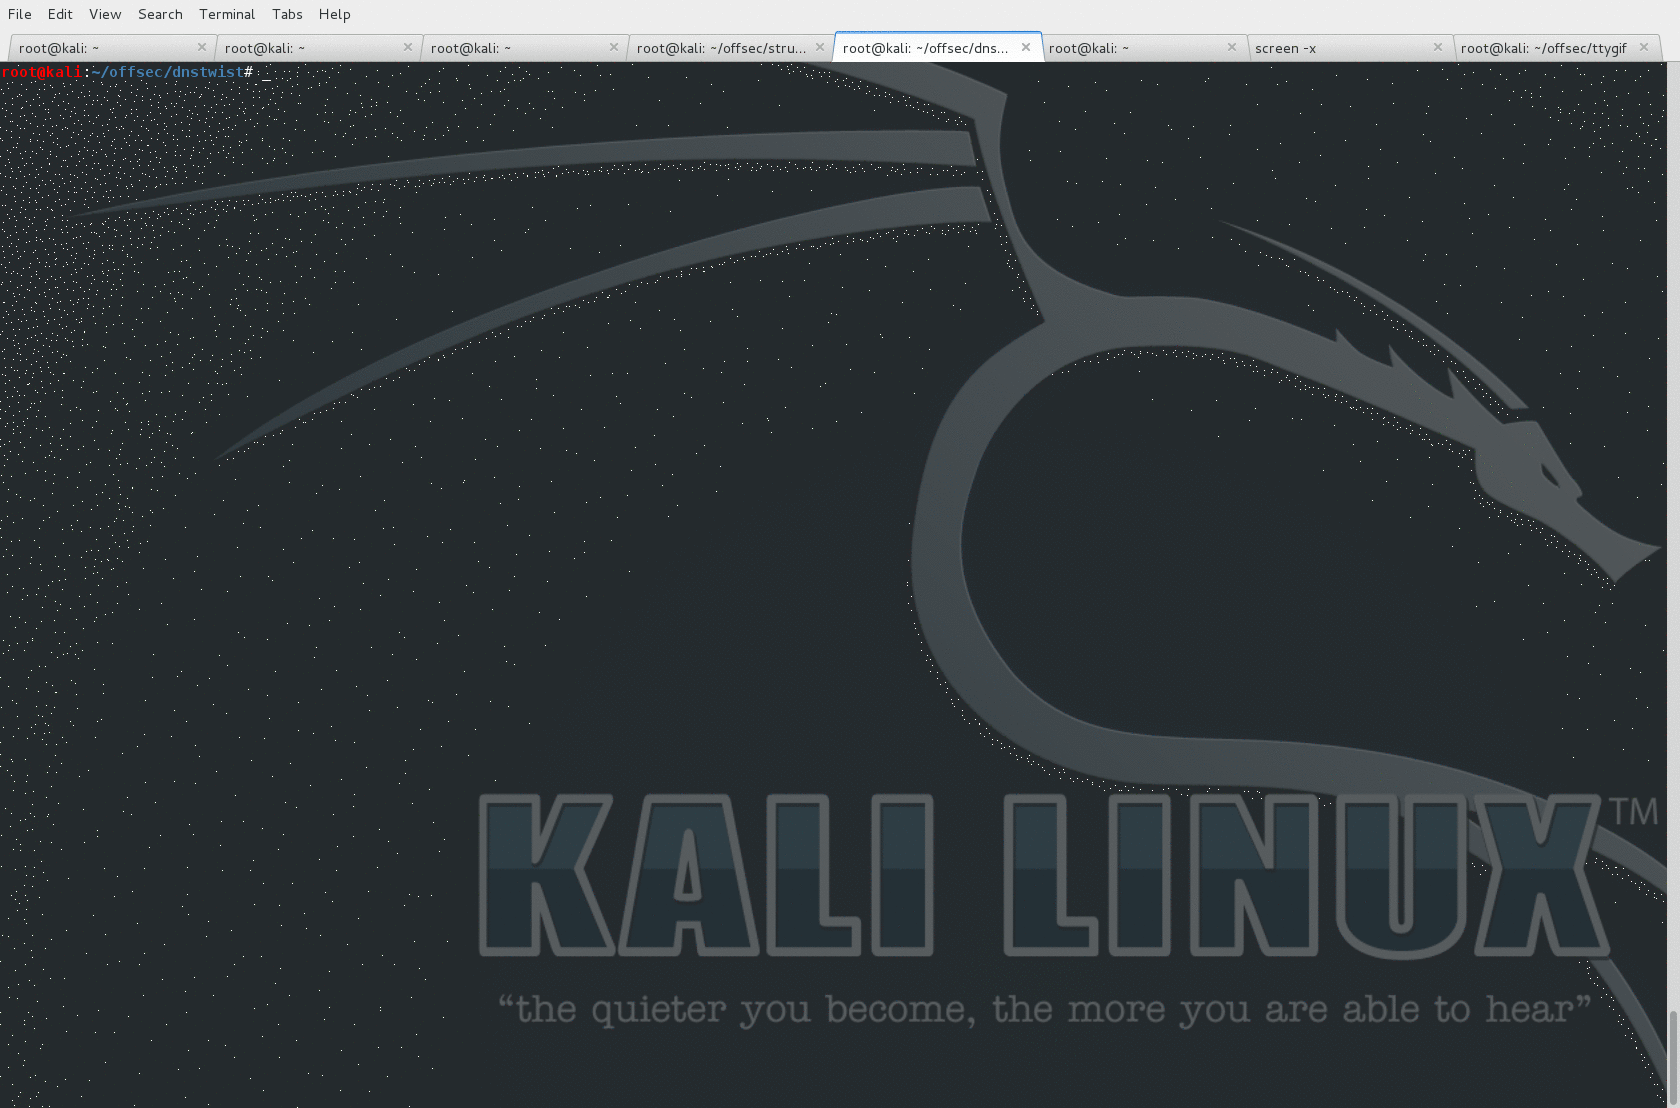 File Edit View Search Terminal Tabs Help
root@kali: ~ root@kali: ~ root@kali: ~ root@kali: ~/offsec/stru... root@kali: ~/offsec/dns... root@kali: ~ screen -x root@kali: ~/offsec/ttygif
root@kali:~/offsec/dnstwist# _
KALI LINUX TM
“the quieter you become, the more you are able to hear”